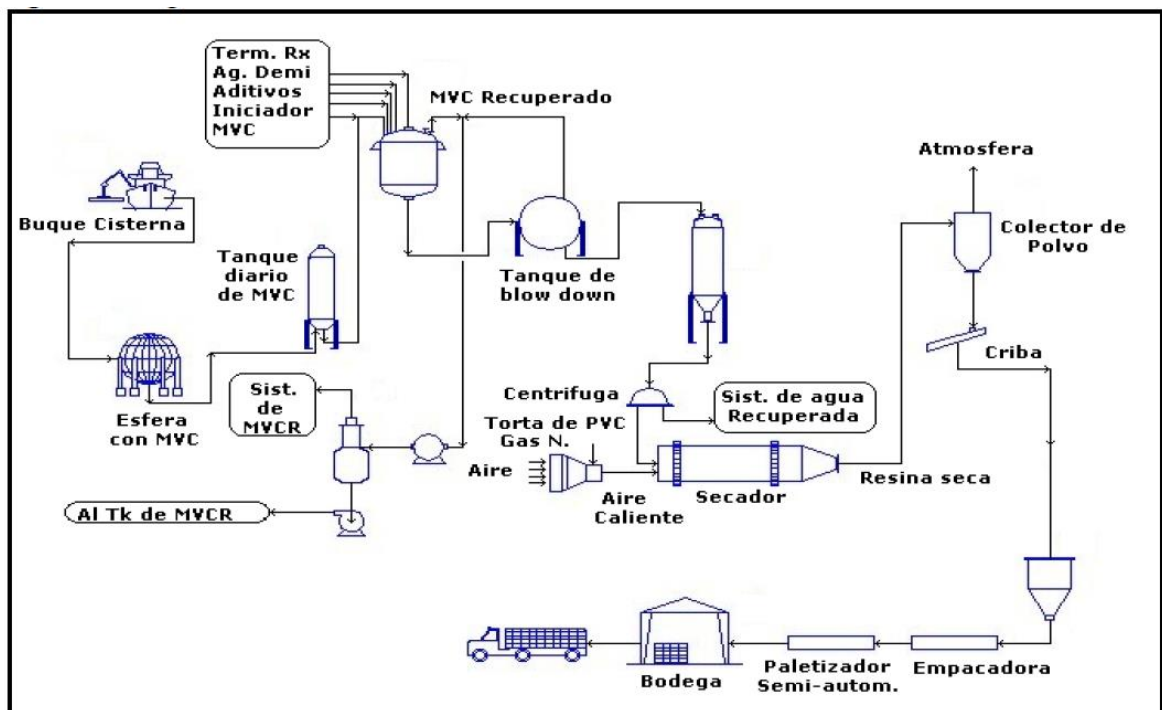 Term. Rx
Ag. Demi
Aditivos
Iniciador
MVC
MVC Recuperado
Atmosfera
Buque Cisterna
Colector de
Polvo
Tanque
diario
de MVC
Tanque de
blow down
Criba
Esfera
con MVC
Sist.
de
MVCR
Centrifuga
Sist. de agua
Recuperada
Torta de PVC
Gas N.
Aire
Aire
Caliente
Secador
Resina seca
Al Tk de MVCR
Bodega
Paletizador
Semi-autom.
Empacadora